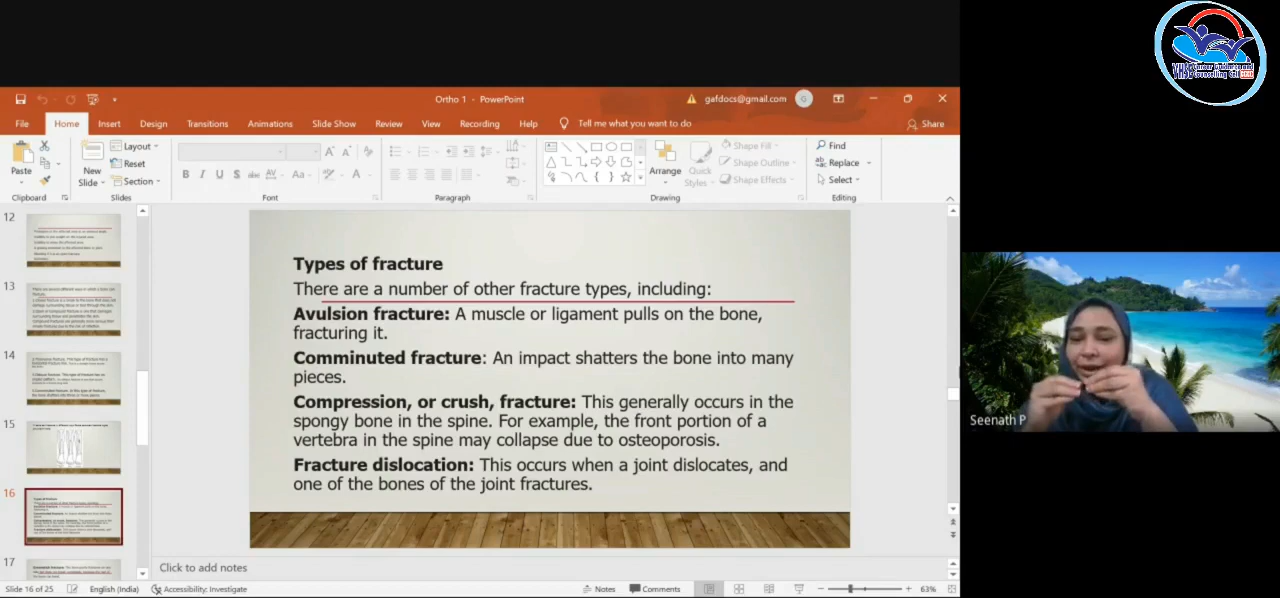 Ortho 1 - PowerPoint
gafdocs@gmail.com
G
File
Home
Insert
Design
Transitions
Animations
Slide Show
Review
View
Recording
Help
Tell me what you want to do
Share
Paste
New
Slide
Layout
Reset
Section
B I U S abc AV Aa A
Arrange
Quick
Styles
Shape Fill
Shape Outline
Shape Effects
Find
Replace
Select
Clipboard
Slides
Font
Paragraph
Drawing
Editing
12
13
14
15
16
17
Types of fracture
There are a number of other fracture types, including:
Avulsion fracture: A muscle or ligament pulls on the bone,
fracturing it.
Comminuted fracture: An impact shatters the bone into many
pieces.
Compression, or crush, fracture: This generally occurs in the
spongy bone in the spine. For example, the front portion of a
vertebra in the spine may collapse due to osteoporosis.
Fracture dislocation: This occurs when a joint dislocates, and
one of the bones of the joint fractures.
Click to add notes
Slide 16 of 25
English (India)
Accessibility: Investigate
Notes
Comments
63%
Seenath P